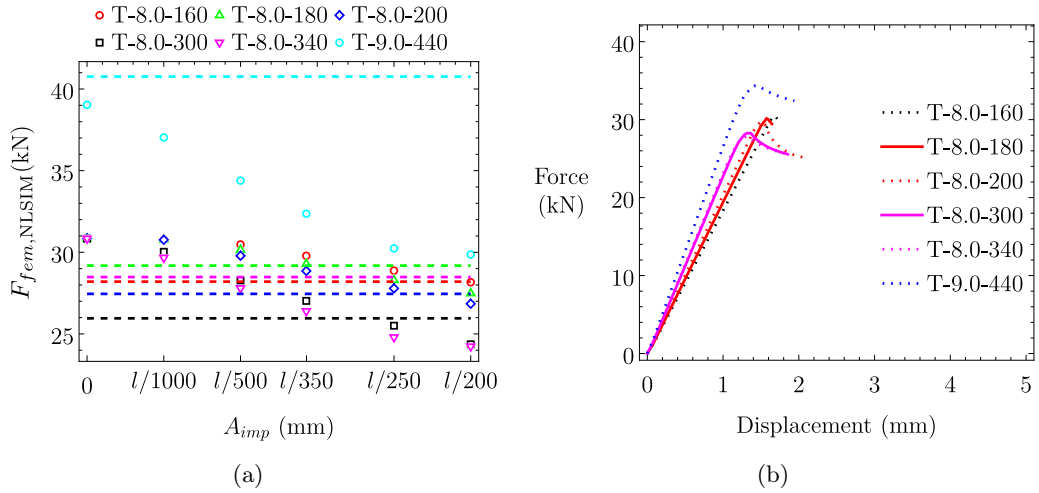 T-8.0-160 T-8.0-180 T-8.0-200
T-8.0-300 T-8.0-340 T-9.0-440
F_{fem,NLSIM}(kN)
40
35
30
25
0 l/1000 l/500 l/350 l/250 l/200
A_{imp} (mm)
(a)
Force
(kN)
40
30
20
10
0
0 1 2 3 4 5
Displacement (mm)
T-8.0-160
T-8.0-180
T-8.0-200
T-8.0-300
T-8.0-340
T-9.0-440
(b)